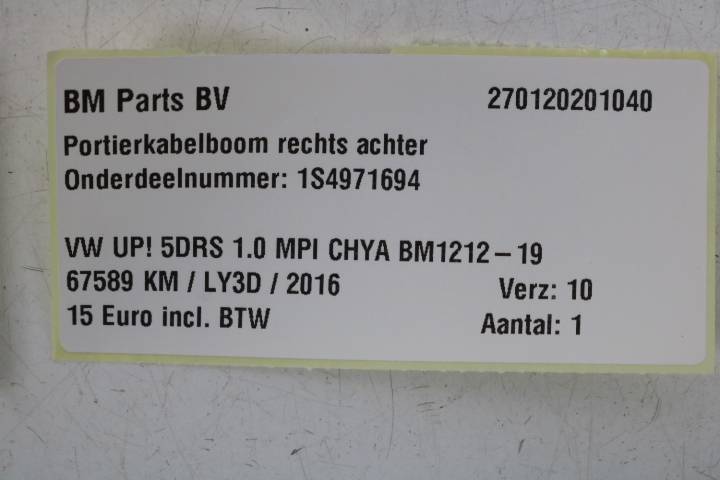 BM Parts BV 270120201040
Portierkabelboom rechts achter
Onderdeelnummer: 1S4971694
VW UP! 5DRS 1.0 MPI CHYA BM1212-19
67589 KM / LY3D / 2016 Verz: 10
15 Euro incl. BTW Aantal: 1